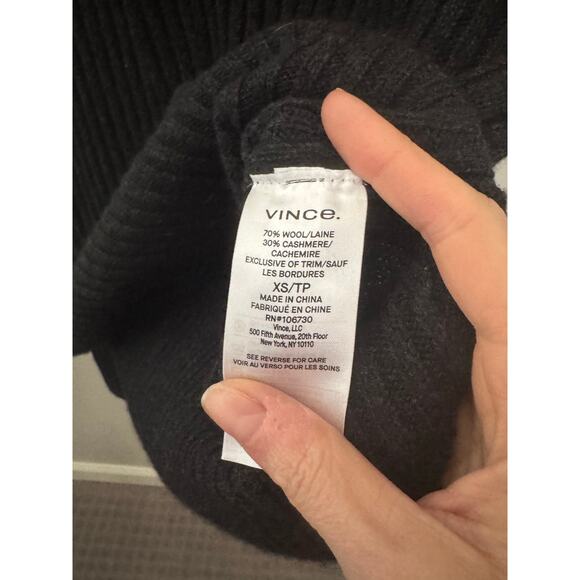 VINCE.
70% WOOL/LAINE
30% CASHMERE/
CACHEMIRE
EXCLUSIVE OF TRIM/SAUF
LES BORDURES
XS/TP
MADE IN CHINA
FABRIQUÉ EN CHINE
RN#106730
Vince, LLC
500 Fifth Avenue, 20th Floor
New York, NY 10110
SEE REVERSE FOR CARE
VOIR AU VERSO POUR LES SOINS